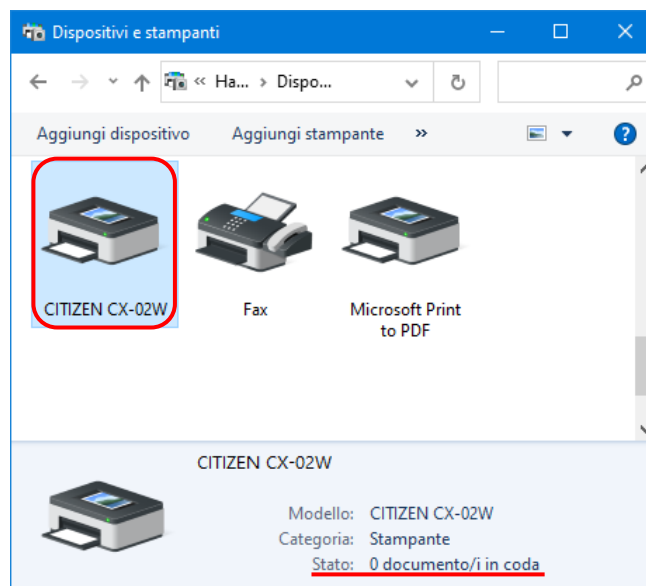 Dispositivi e stampanti
« Ha... > Dispo...
Aggiungi dispositivo Aggiungi stampante »
CITIZEN CX-02W Fax Microsoft Print
to PDF
CITIZEN CX-02W
Modello: CITIZEN CX-02W
Categoria: Stampante
Stato: 0 documento/i in coda